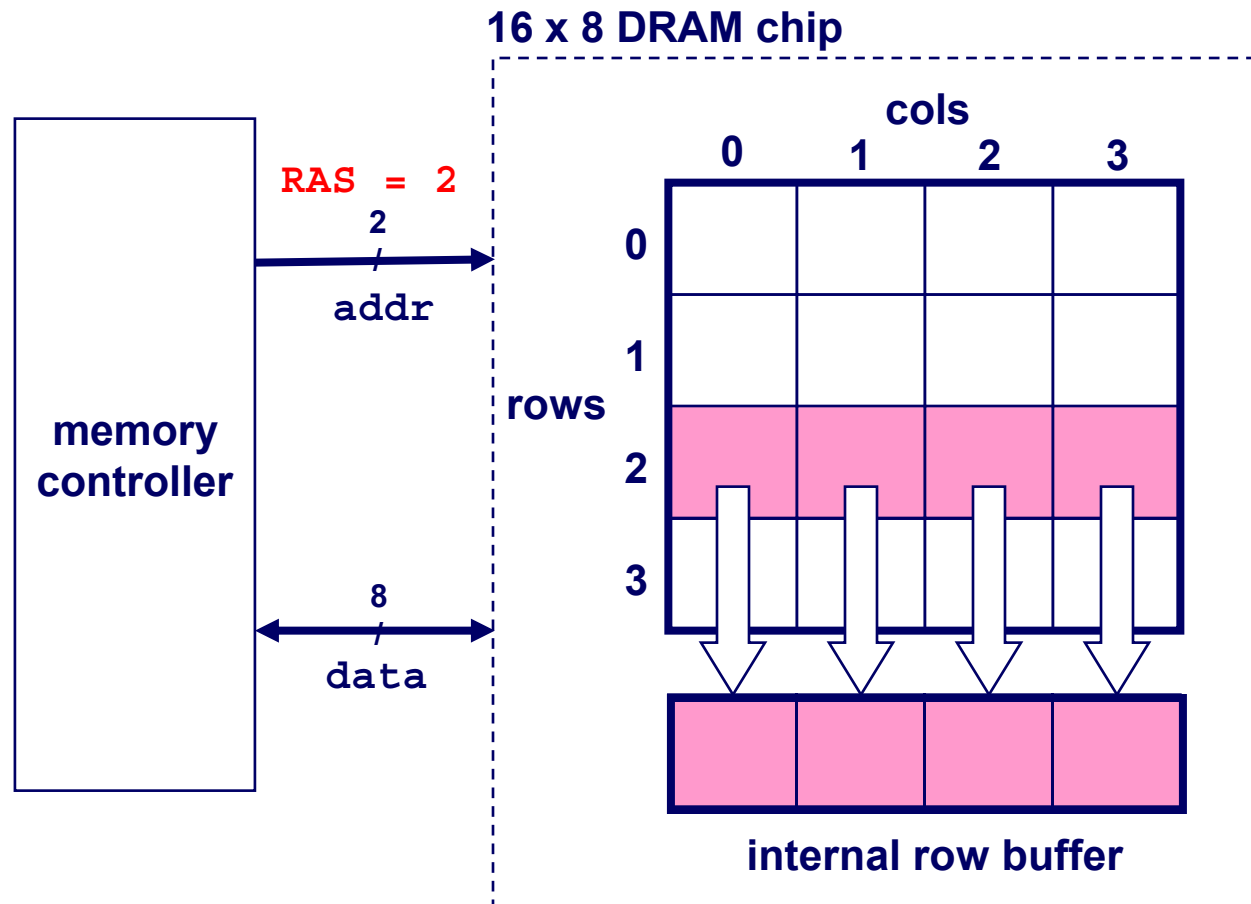 16 x 8 DRAM chip
cols
0 1 2 3
RAS = 2
2
/
addr
0
1
rows
2
3
memory
controller
8
/
data
internal row buffer